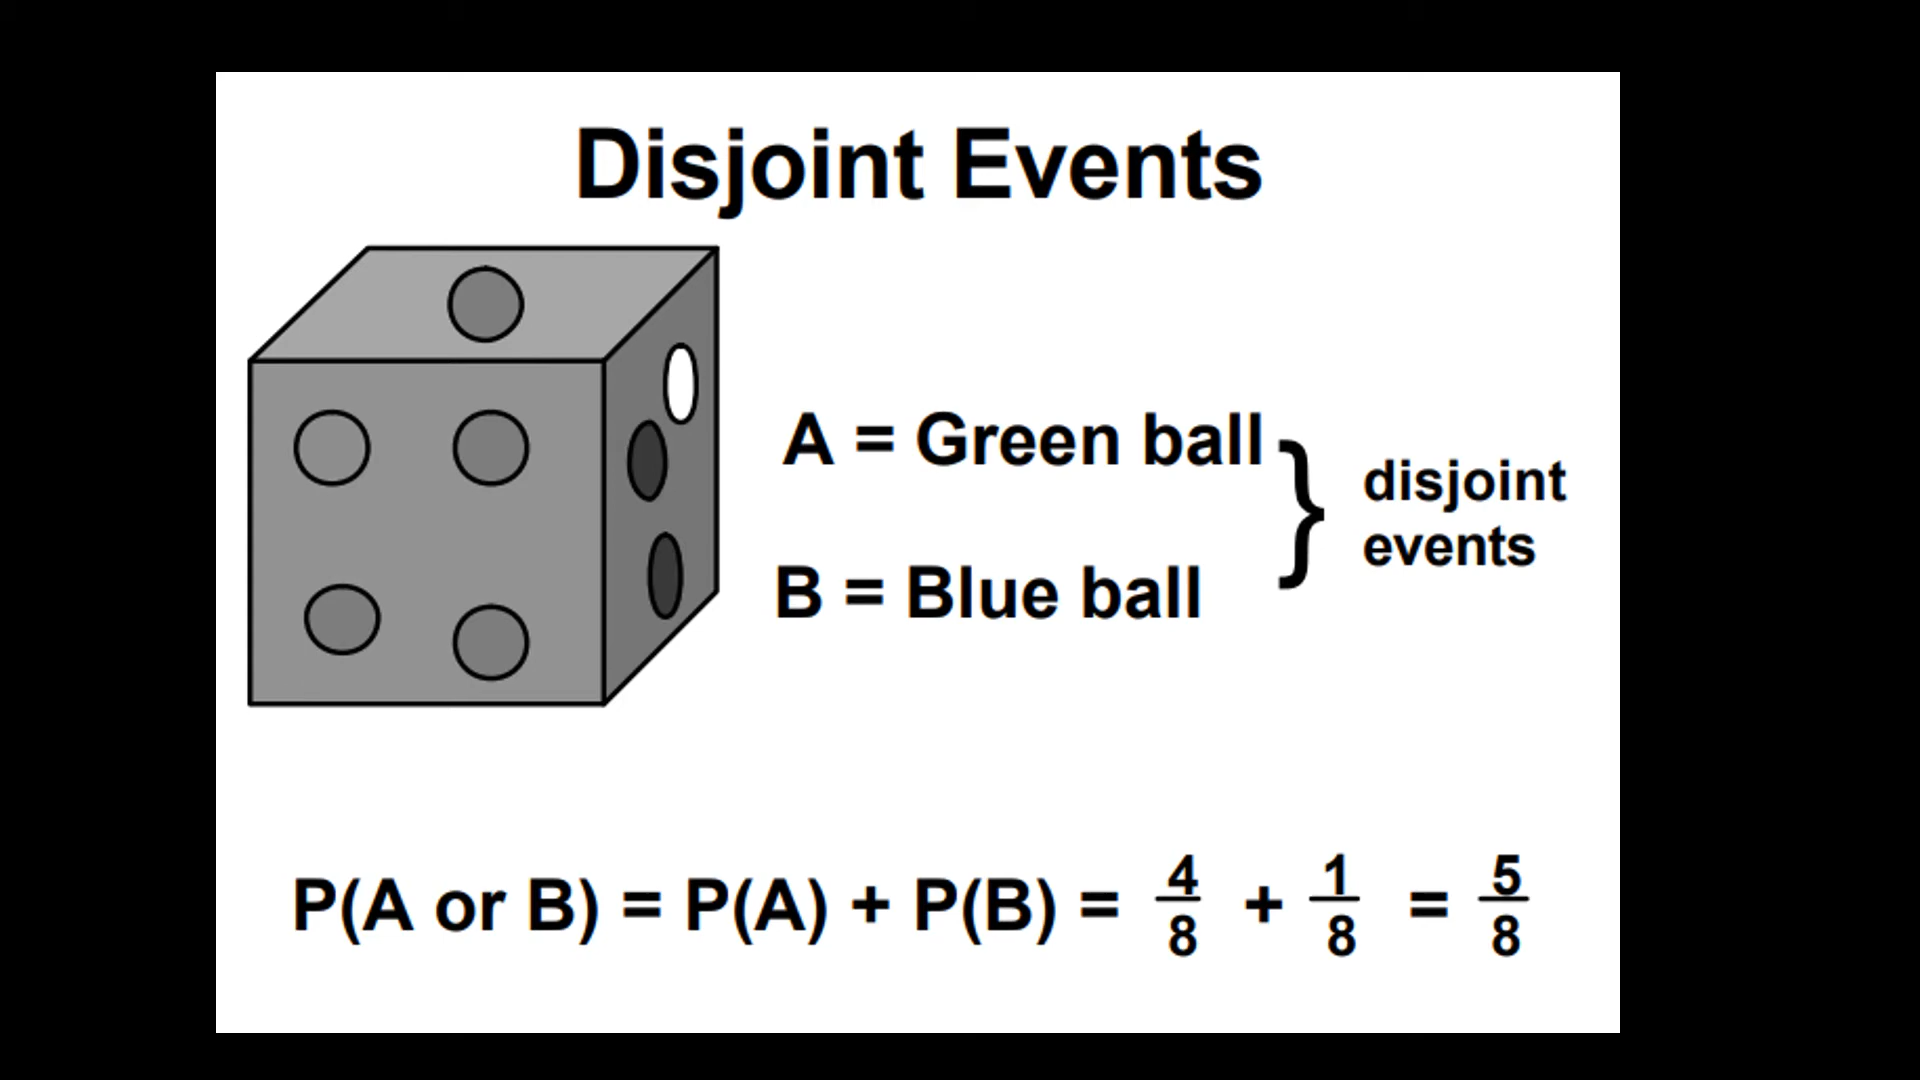 Disjoint Events
A = Green ball
B = Blue ball
} disjoint
events
P(A or B) = P(A) + P(B) = 4/8 + 1/8 = 5/8